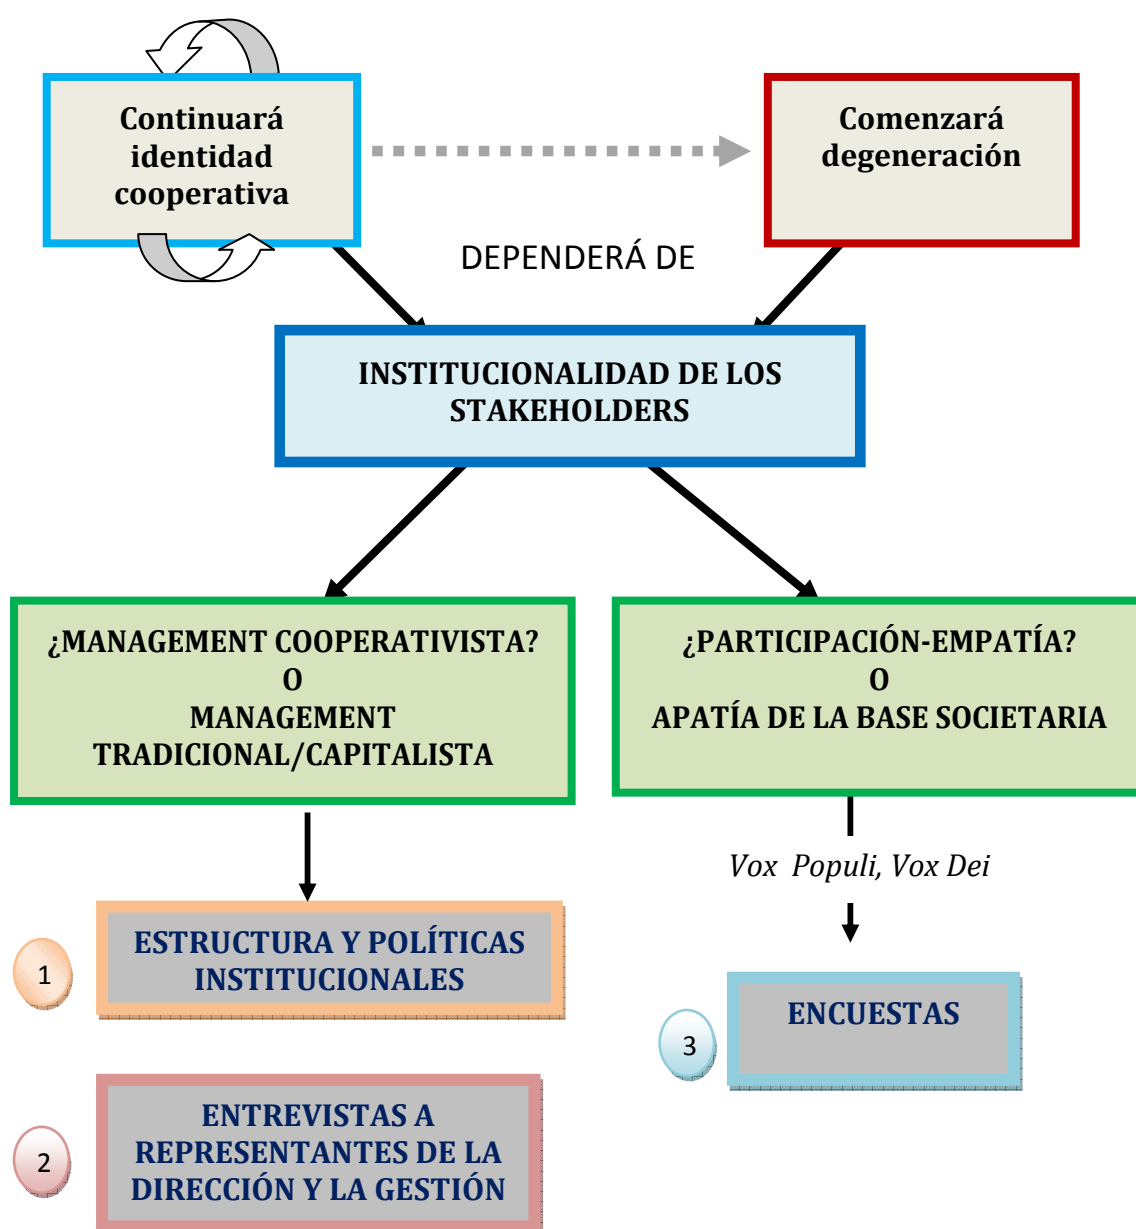 Continuará
identidad
cooperativa
Comenzará
degeneración
DEPENDERÁ DE
INSTITUCIONALIDAD DE LOS
STAKEHOLDERS
¿MANAGEMENT COOPERATIVISTA?
O
MANAGEMENT
TRADICIONAL/CAPITALISTA
¿PARTICIPACIÓN-EMPATÍA?
O
APATÍA DE LA BASE SOCIETARIA
Vox Populi, Vox Dei
1
ESTRUCTURA Y POLÍTICAS
INSTITUCIONALES
3
ENCUESTAS
2
ENTREVISTAS A
REPRESENTANTES DE LA
DIRECCIÓN Y LA GESTIÓN